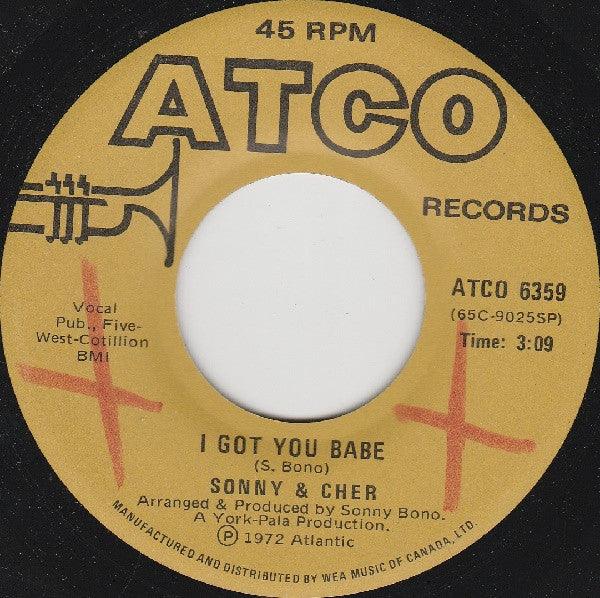 45 RPM
ATCO
RECORDS
ATCO 6359
(65C-9025SP)
Time: 3:09
Vocal
Pub., Five-
West-Cotillion
BMI
I GOT YOU BABE
(S. Bono)
SONNY & CHER
Arranged & Produced by Sonny Bono.
A York-Pala Production.
Ⓟ 1972 Atlantic
MANUFACTURED AND DISTRIBUTED BY WEA MUSIC OF CANADA, LTD.